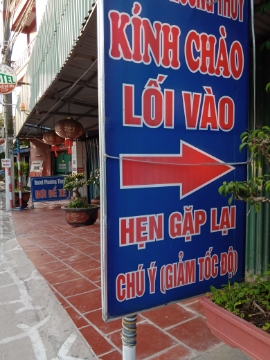 KÍNH CHÀO
LỐI VÀO
HẸN GẶP LẠI
CHÚ Ý (GIẢM TỐC ĐỘ)